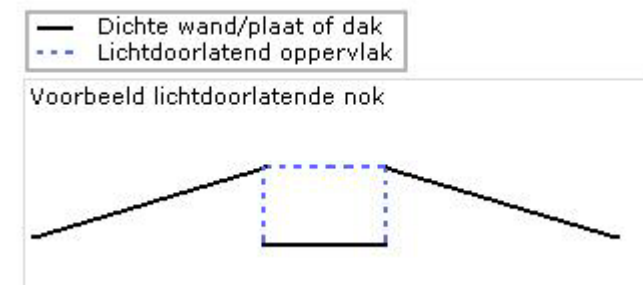 Dichte wand/plaat of dak
Lichtdoorlatend oppervlak
Voorbeeld lichtdoorlatende nok